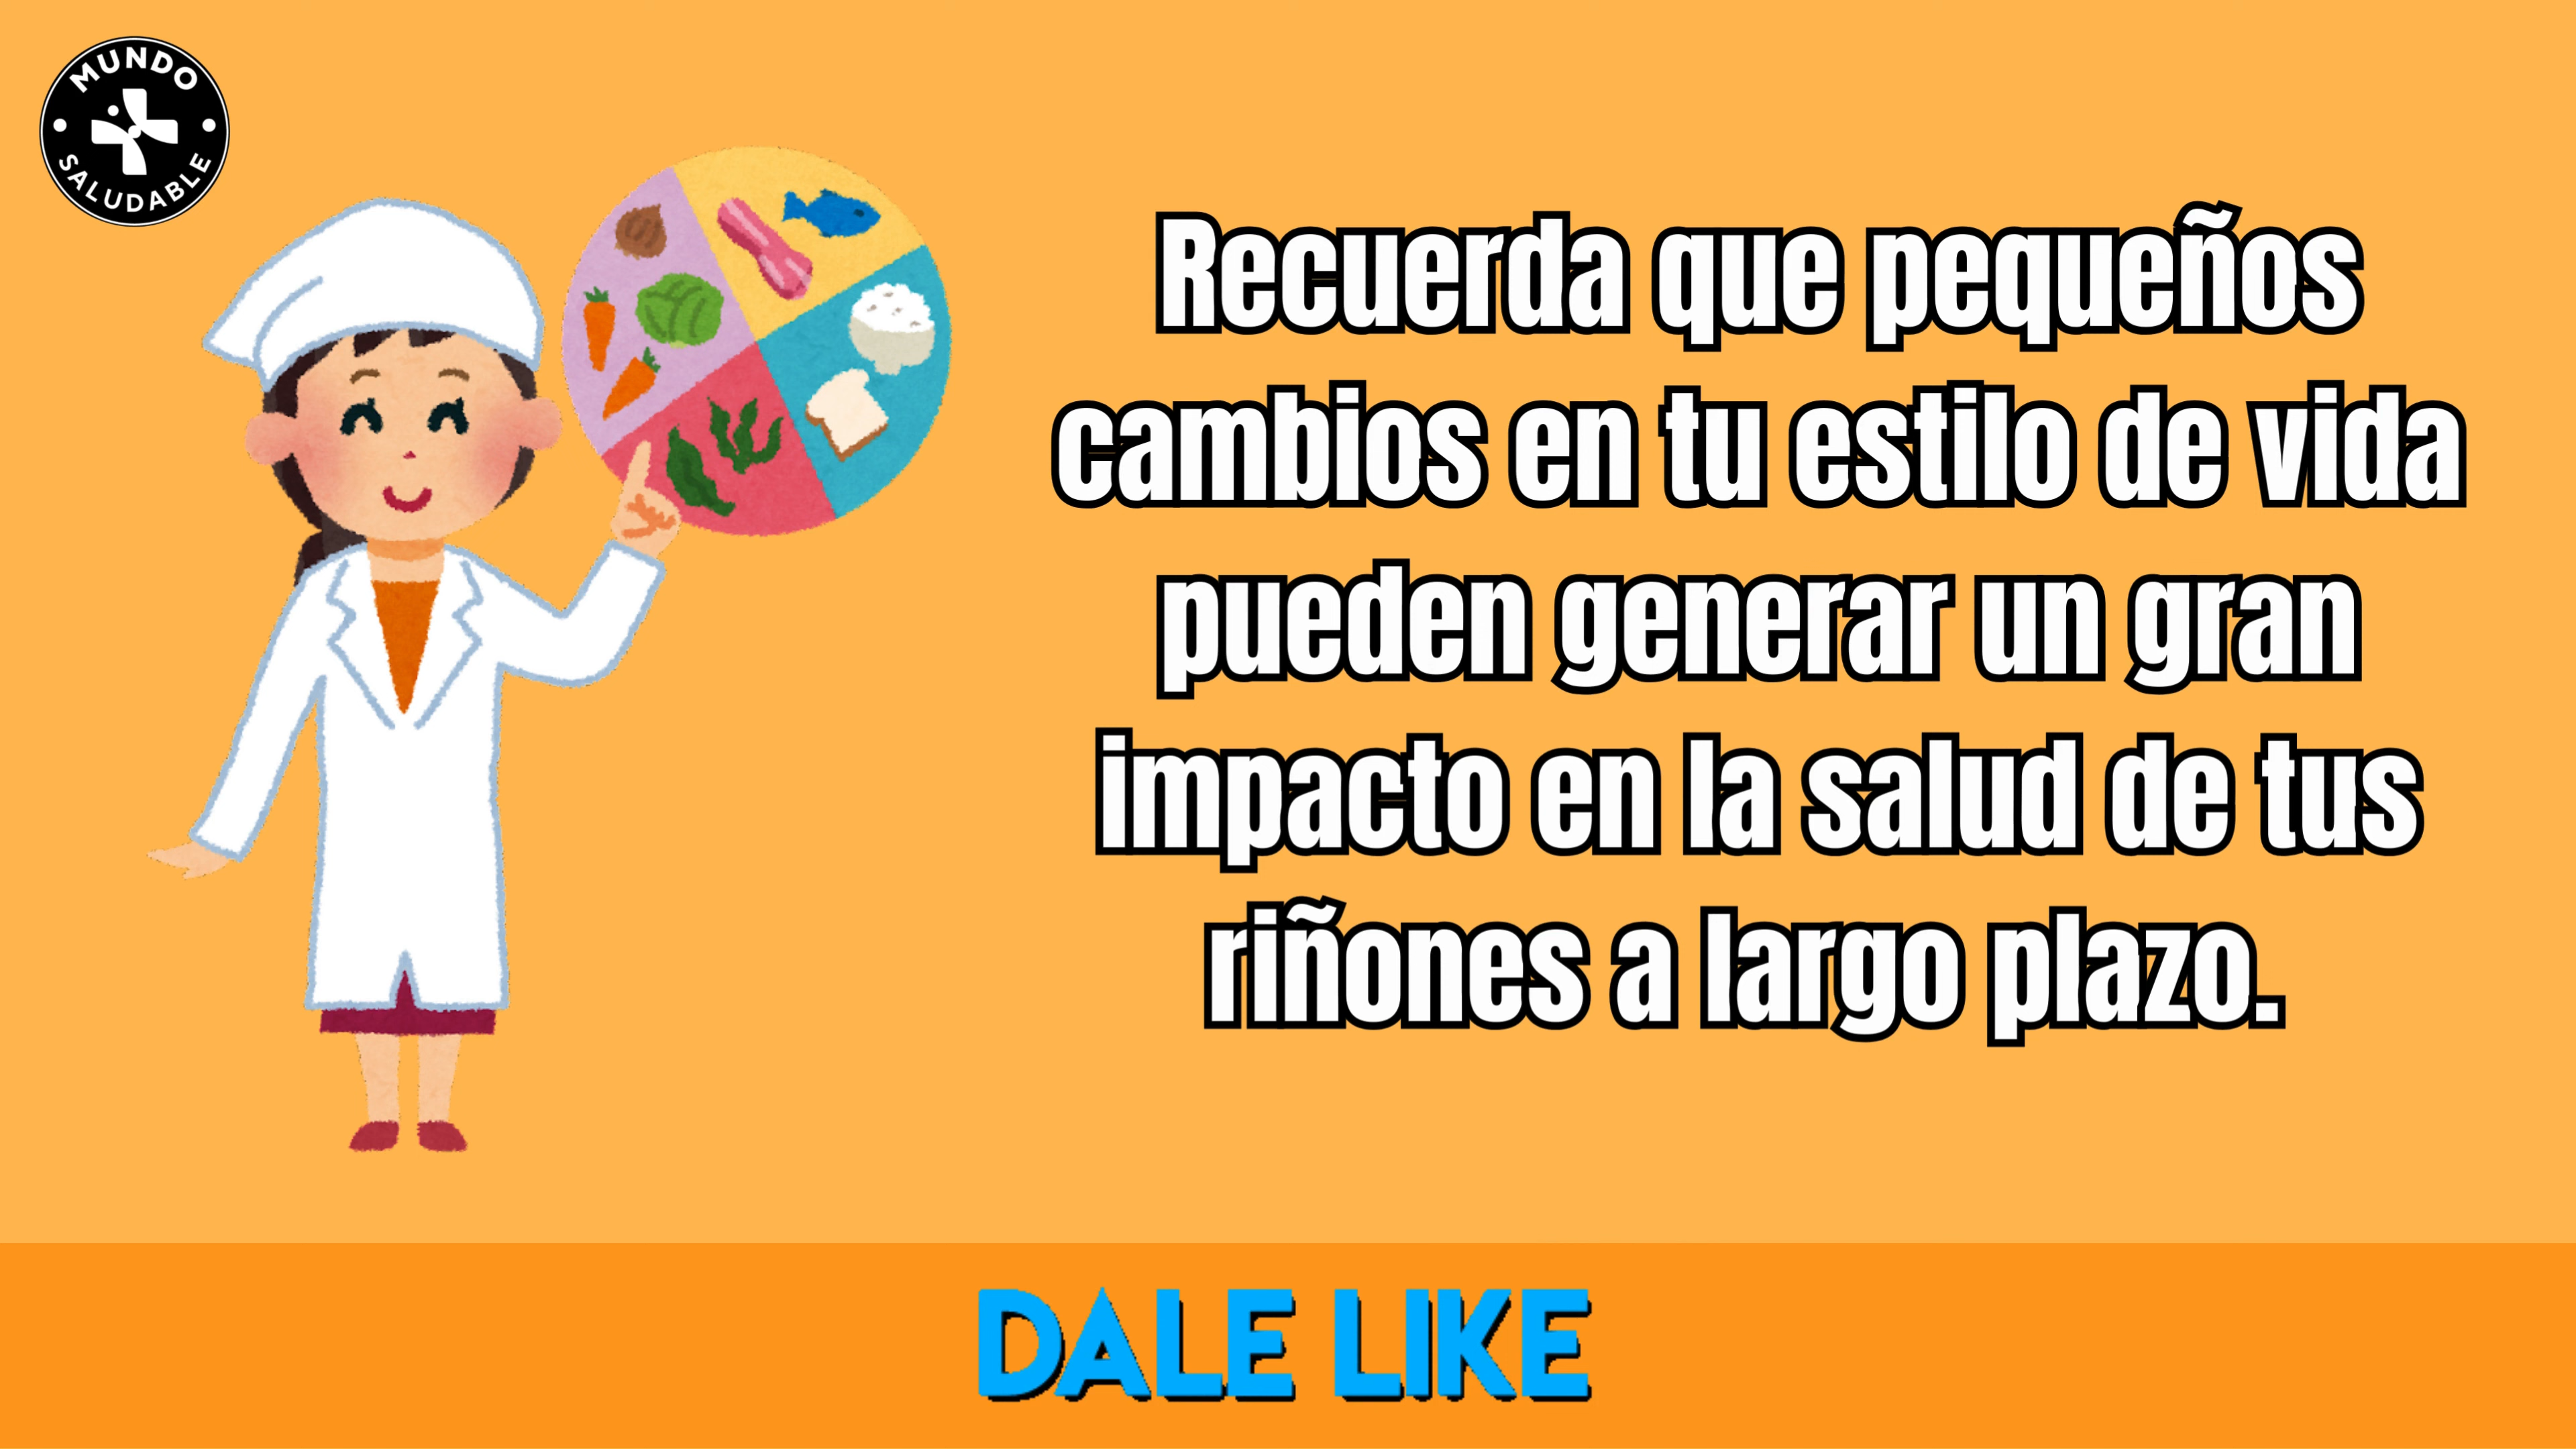 MUNDO
SALUDABLE
Recuerda que pequeños
cambios en tu estilo de vida
pueden generar un gran
impacto en la salud de tus
riñones a largo plazo.
DALE LIKE